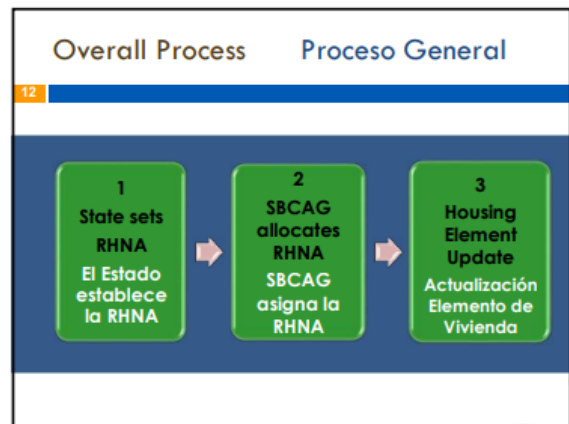 Overall Process Proceso General
12
1
State sets
RHNA
El Estado
establece
la RHNA
2
SBCAG
allocates
RHNA
SBCAG
asigna la
RHNA
3
Housing
Element
Update
Actualización
Elemento de
Vivienda